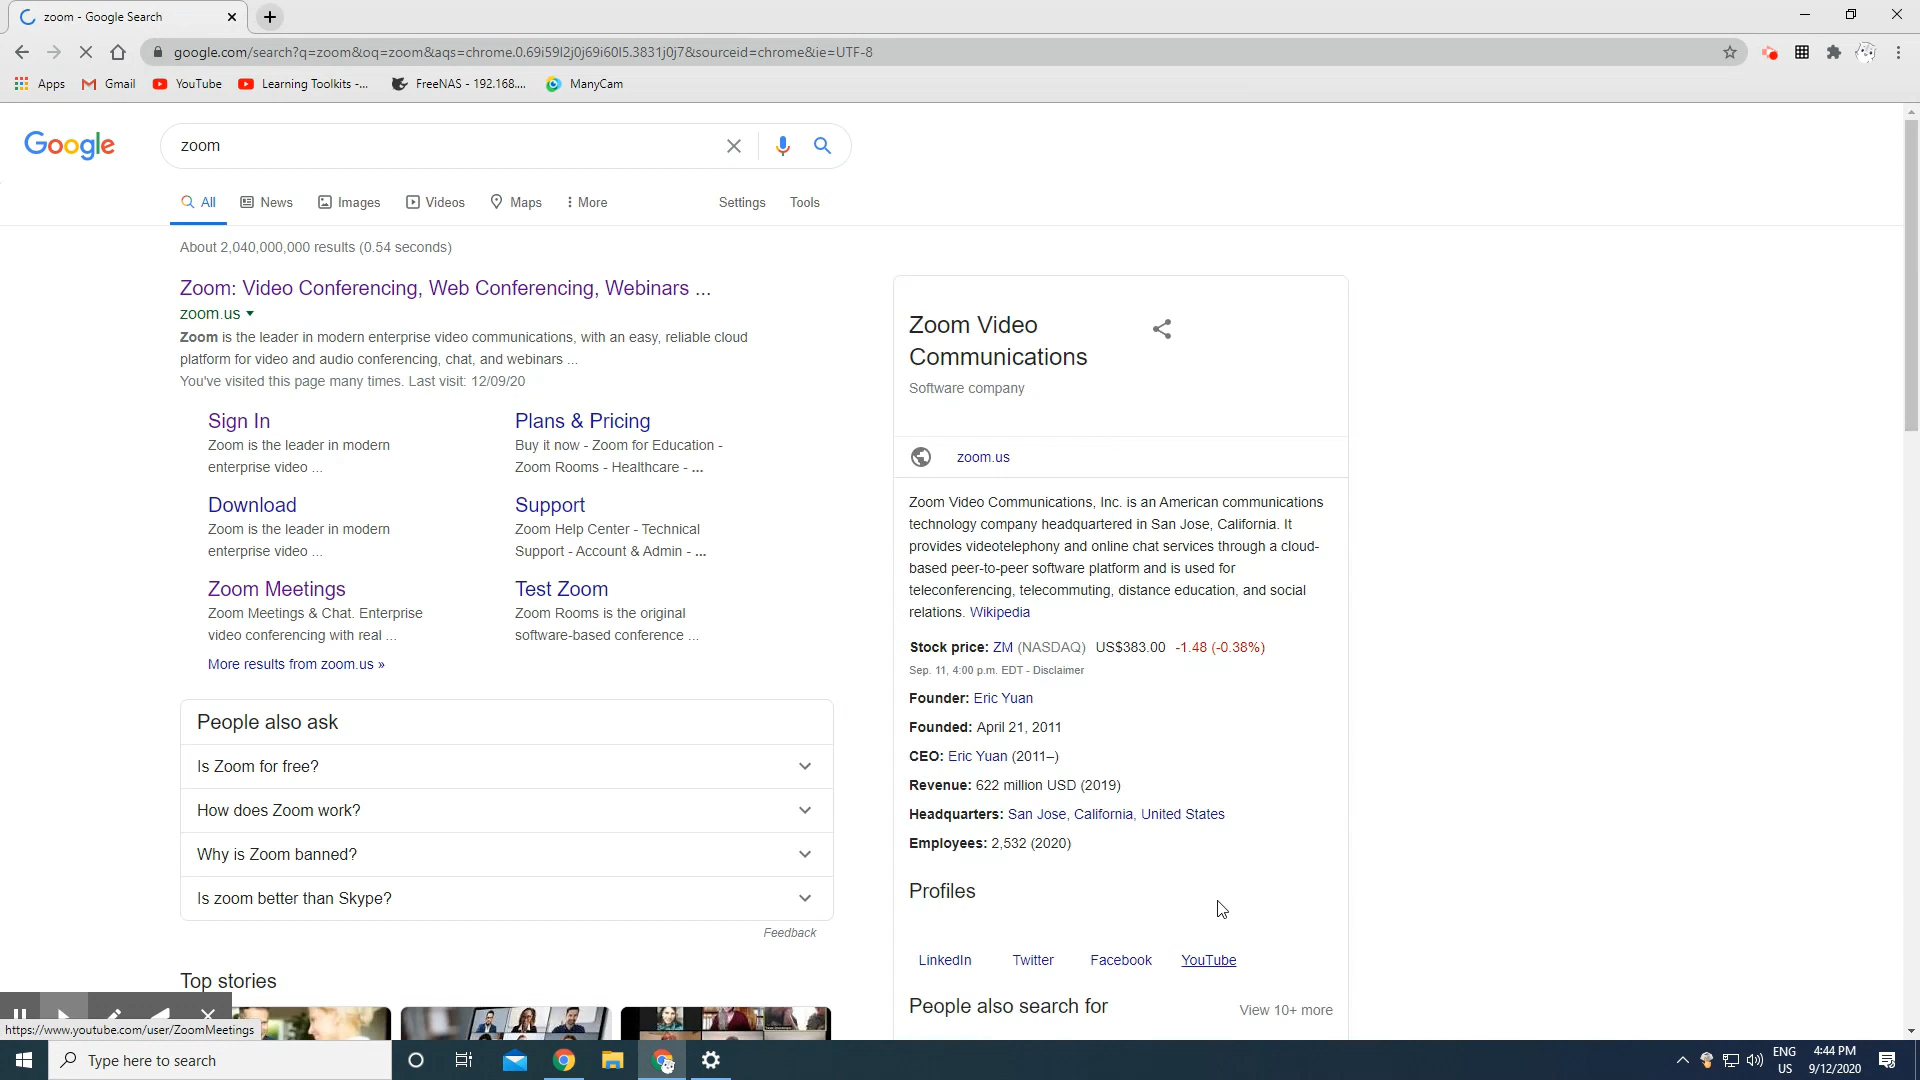 zoom - Google Search
google.com/search?q=zoom&oq=zoom&aqs=chrome.0.69i59l2j0j69i60l5.3831j0j7&sourceid=chrome&ie=UTF-8
Apps Gmail YouTube Learning Toolkits -... FreeNAS - 192.168.... ManyCam
Google
zoom
All News Images Videos Maps More Settings Tools
About 2,040,000,000 results (0.54 seconds)
Zoom: Video Conferencing, Web Conferencing, Webinars ...
zoom.us
Zoom is the leader in modern enterprise video communications, with an easy, reliable cloud
platform for video and audio conferencing, chat, and webinars ...
You've visited this page many times. Last visit: 12/09/20
Sign In
Zoom is the leader in modern
enterprise video ...
Plans & Pricing
Buy it now - Zoom for Education -
Zoom Rooms - Healthcare - ...
Download
Zoom is the leader in modern
enterprise video ...
Support
Zoom Help Center - Technical
Support - Account & Admin - ...
Zoom Meetings
Zoom Meetings & Chat. Enterprise
video conferencing with real ...
Test Zoom
Zoom Rooms is the original
software-based conference ...
More results from zoom.us »
People also ask
Is Zoom for free?
How does Zoom work?
Why is Zoom banned?
Is zoom better than Skype?
Feedback
Top stories
Zoom Video
Communications
Software company
zoom.us
Zoom Video Communications, Inc. is an American communications
technology company headquartered in San Jose, California. It
provides videotelephony and online chat services through a cloud-
based peer-to-peer software platform and is used for
teleconferencing, telecommuting, distance education, and social
relations. Wikipedia
Stock price: ZM (NASDAQ) US$383.00 -1.48 (-0.38%)
Sep. 11, 4:00 p.m. EDT - Disclaimer
Founder: Eric Yuan
Founded: April 21, 2011
CEO: Eric Yuan (2011–)
Revenue: 622 million USD (2019)
Headquarters: San Jose, California, United States
Employees: 2,532 (2020)
Profiles
LinkedIn Twitter Facebook YouTube
People also search for View 10+ more
https://www.youtube.com/user/ZoomMeetings
Type here to search
ENG
US
4:44 PM
9/12/2020